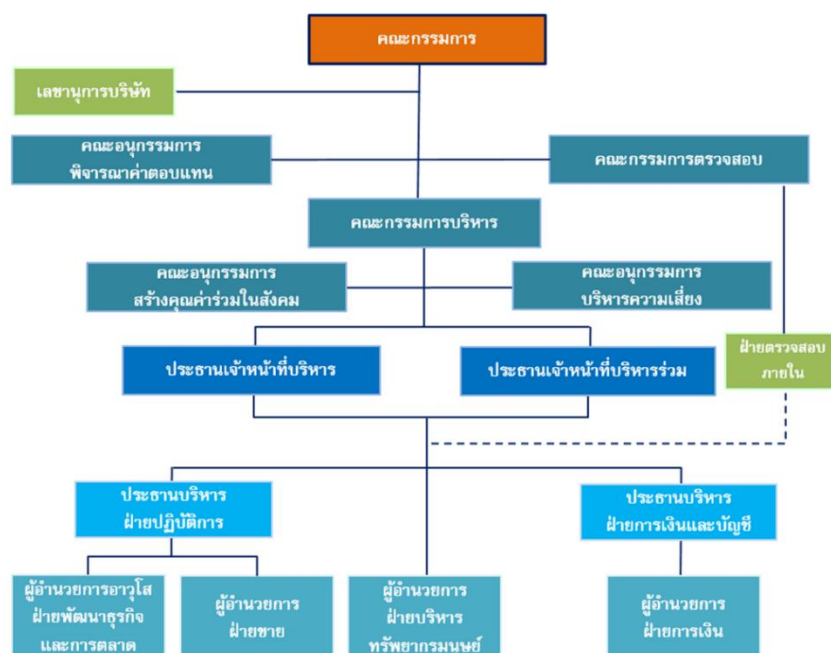 คณะกรรมการ
เลขานุการบริษัท
คณะอนุกรรมการ
พิจารณาค่าตอบแทน
คณะกรรมการตรวจสอบ
คณะกรรมการบริหาร
คณะอนุกรรมการ
สร้างคุณค่าร่วมในสังคม
คณะอนุกรรมการ
บริหารความเสี่ยง
ประธานเจ้าหน้าที่บริหาร
ประธานเจ้าหน้าที่บริหารร่วม
ฝ่ายตรวจสอบ
ภายใน
ประธานบริหาร
ฝ่ายปฏิบัติการ
ประธานบริหาร
ฝ่ายการเงินและบัญชี
ผู้อำนวยการอาวุโส
ฝ่ายพัฒนาธุรกิจ
และการตลาด
ผู้อำนวยการ
ฝ่ายขาย
ผู้อำนวยการ
ฝ่ายบริหาร
ทรัพยากรมนุษย์
ผู้อำนวยการ
ฝ่ายการเงิน